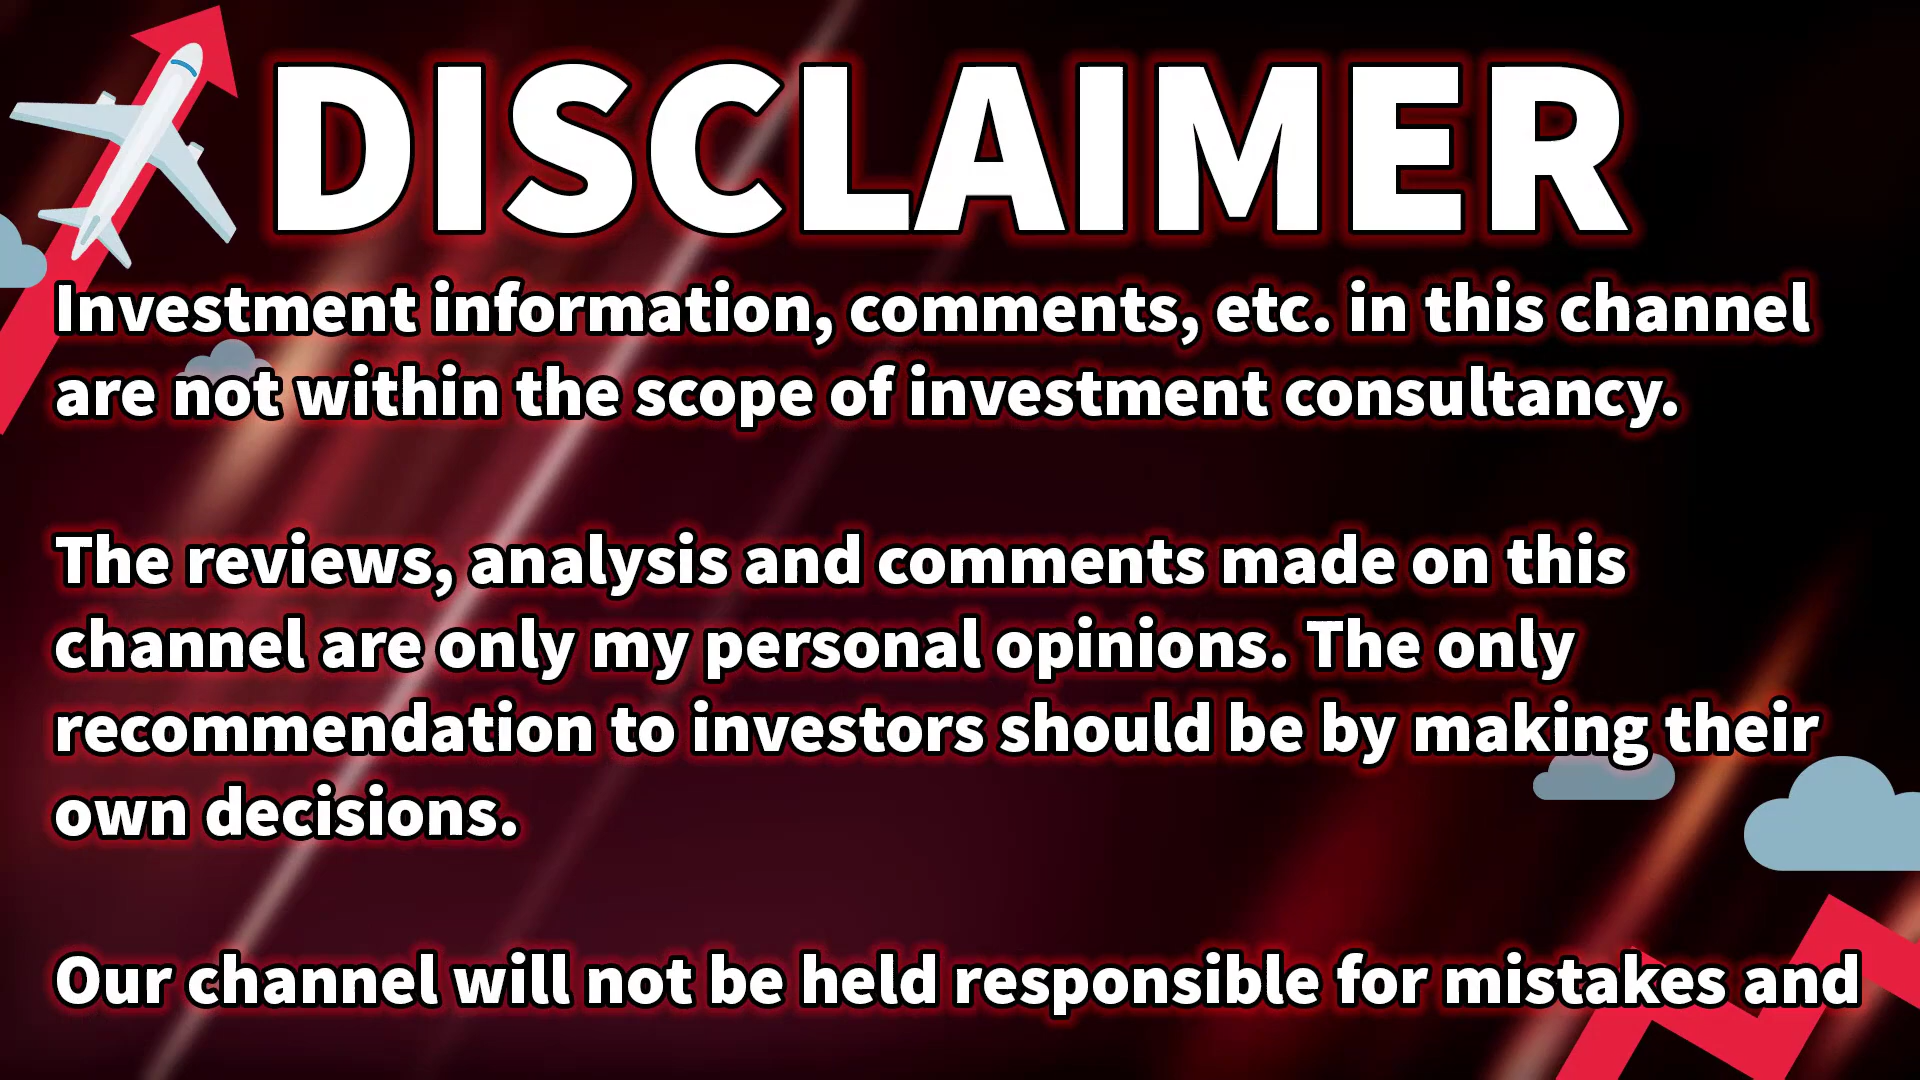 DISCLAIMER
Investment information, comments, etc. in this channel
are not within the scope of investment consultancy.
The reviews, analysis and comments made on this
channel are only my personal opinions. The only
recommendation to investors should be by making their
own decisions.
Our channel will not be held responsible for mistakes and